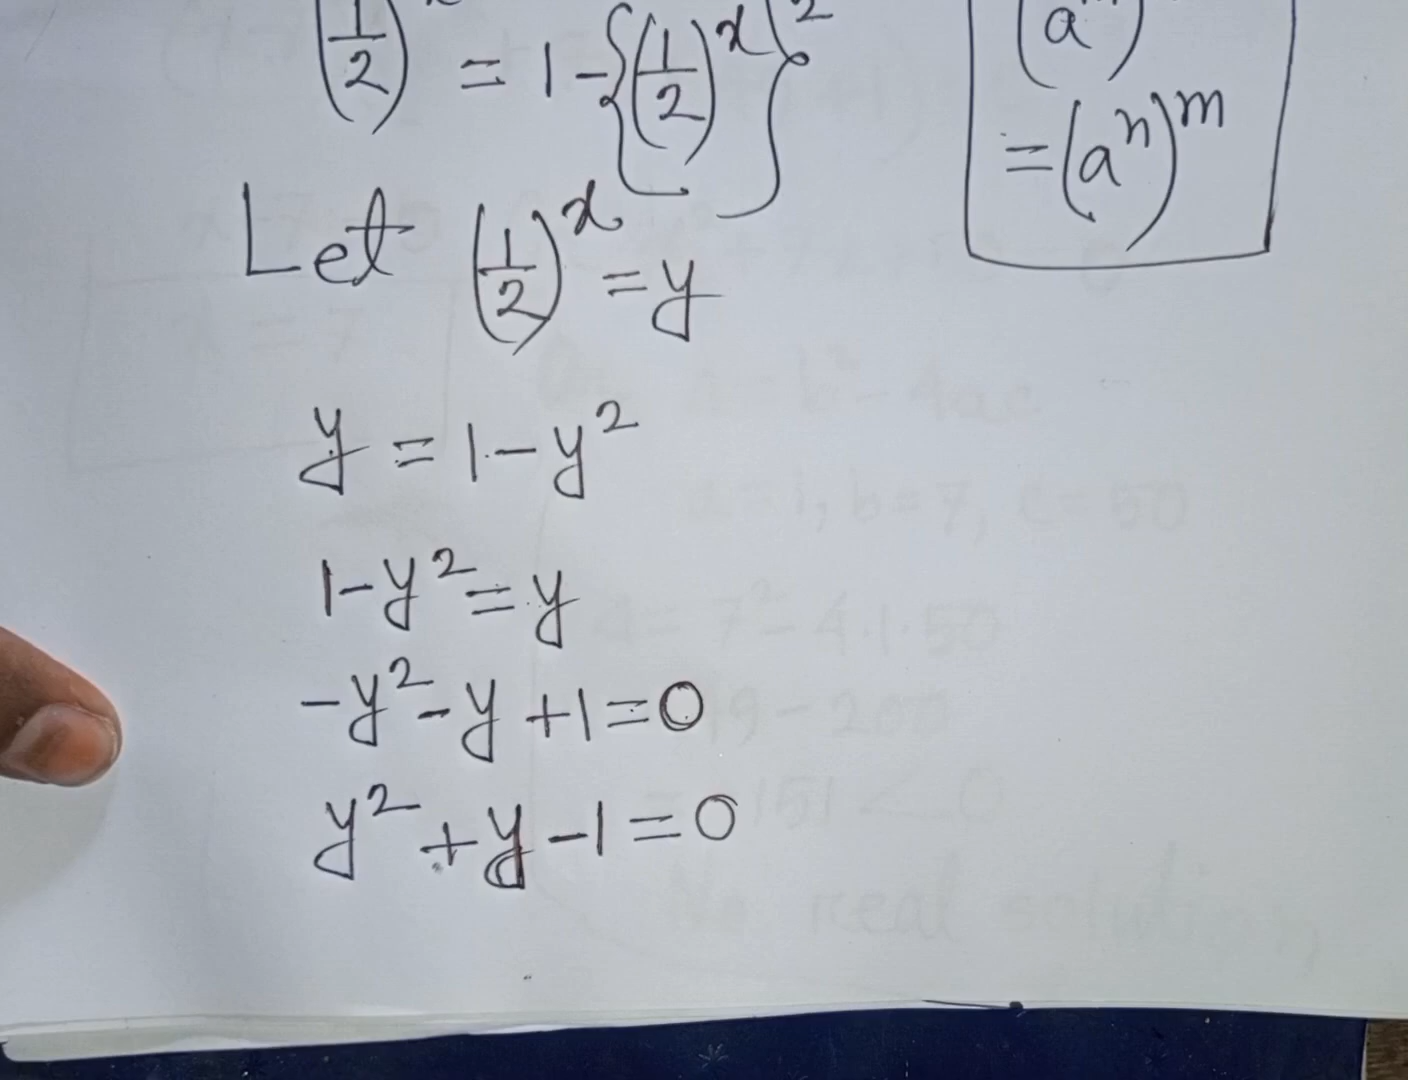 (1/2)^x = 1-{(1/2)^x}^2
(a^m)
=(a^n)^m
Let (1/2)^x = y
y = 1-y^2
1-y^2=y
-y^2-y+1=0
y^2+y-1=0